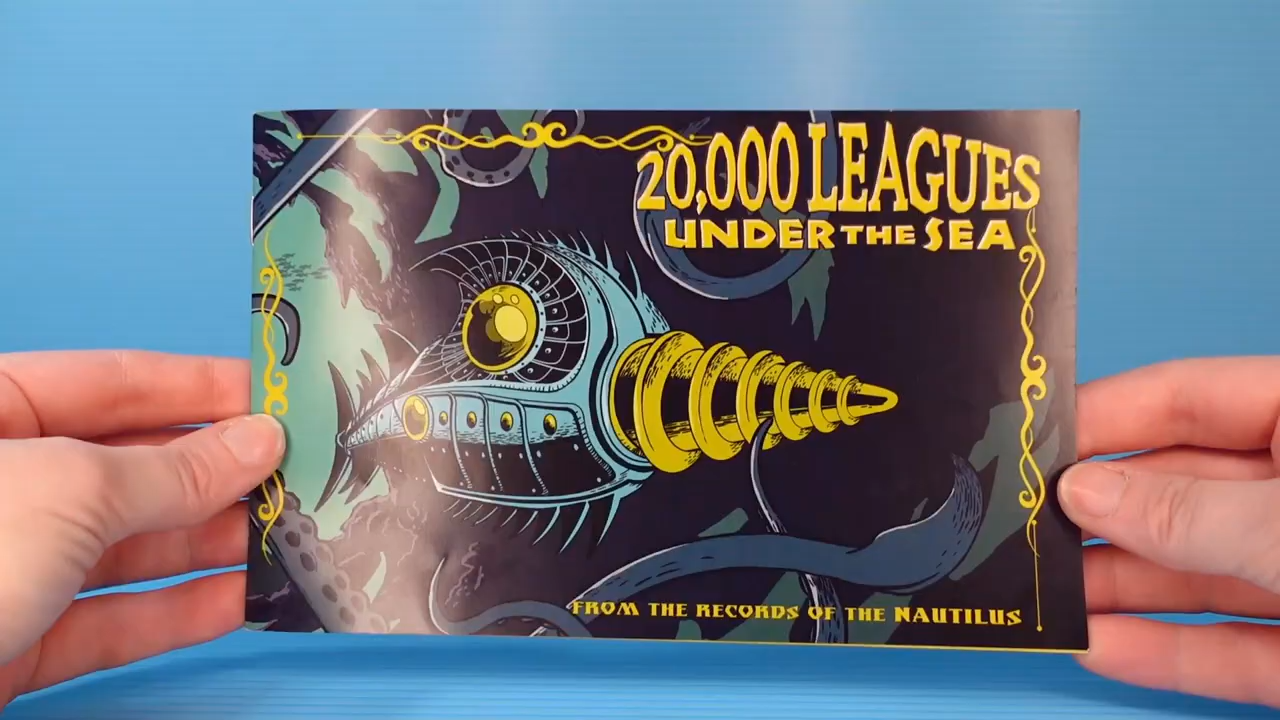 20,000 LEAGUES
UNDER THE SEA
FROM THE RECORDS OF THE NAUTILUS